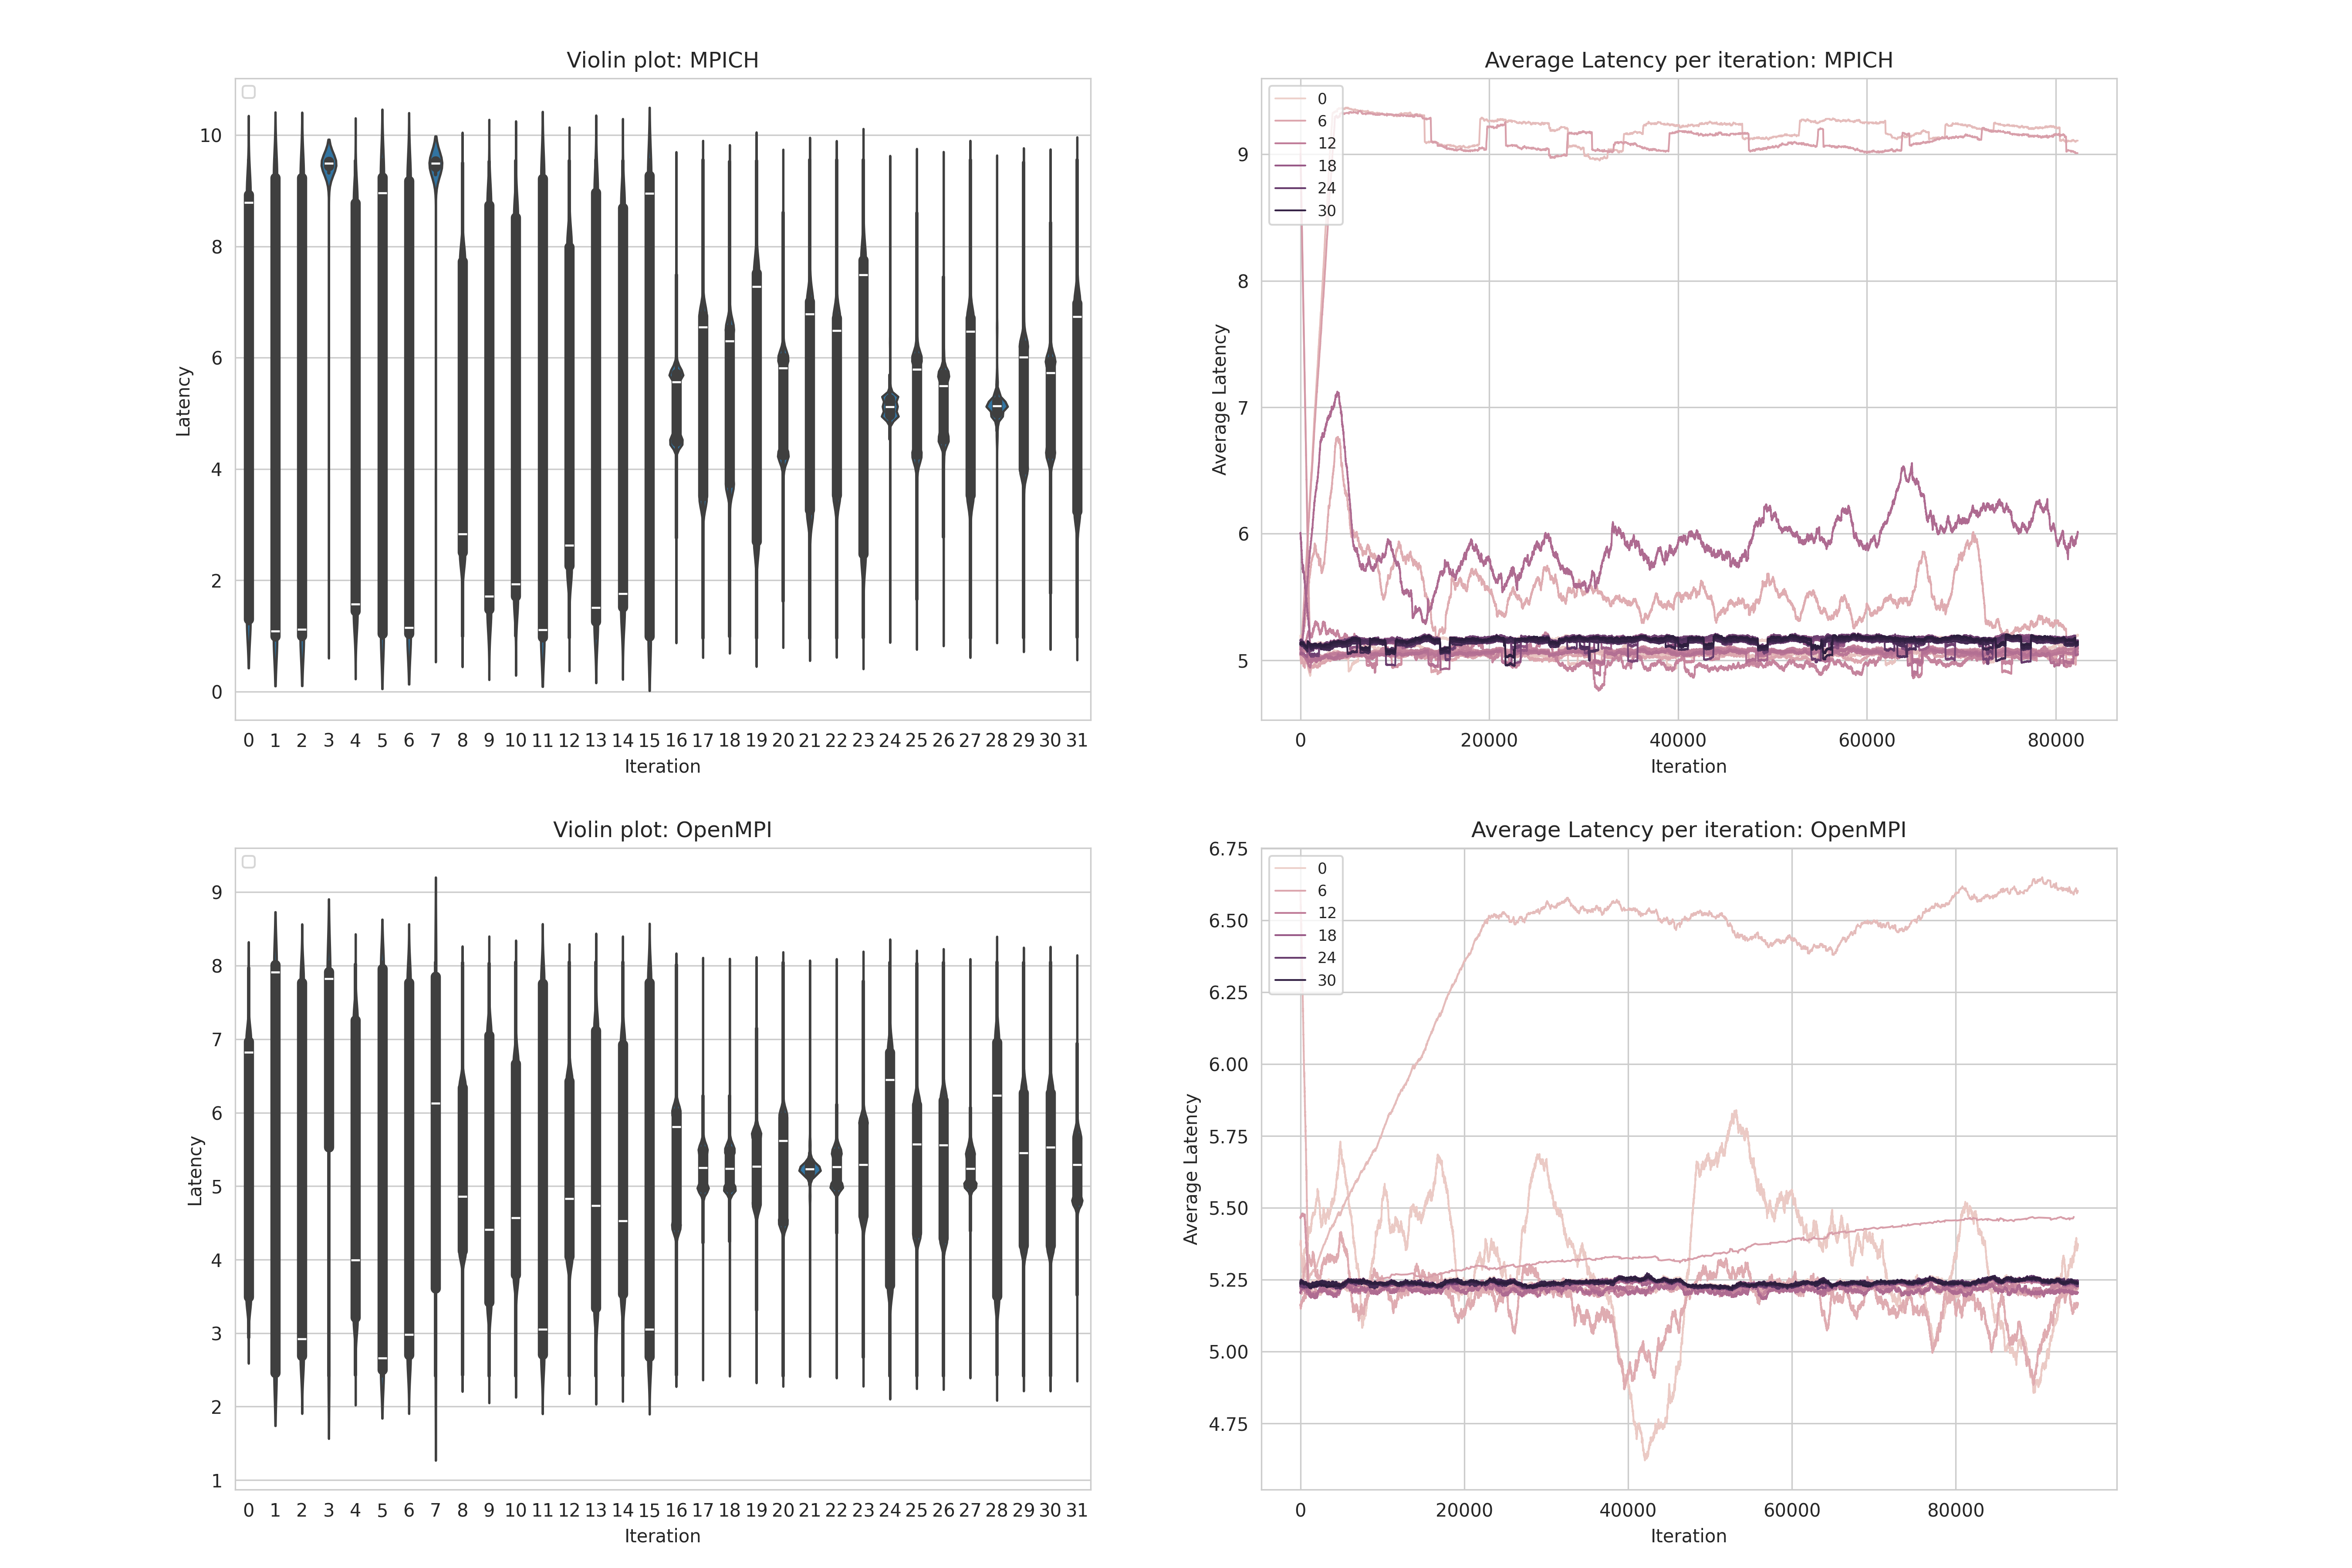 Violin plot: MPICH
10
8
6
4
2
0
Latency
0 1 2 3 4 5 6 7 8 9 10 11 12 13 14 15 16 17 18 19 20 21 22 23 24 25 26 27 28 29 30 31
Iteration
Average Latency per iteration: MPICH
0
6
12
18
24
30
9
8
7
6
5
Average Latency
0 20000 40000 60000 80000
Iteration
Violin plot: OpenMPI
9
8
7
6
5
4
3
2
1
Latency
0 1 2 3 4 5 6 7 8 9 10 11 12 13 14 15 16 17 18 19 20 21 22 23 24 25 26 27 28 29 30 31
Iteration
Average Latency per iteration: OpenMPI
0
6
12
18
24
30
6.75
6.50
6.25
6.00
5.75
5.50
5.25
5.00
4.75
Average Latency
0 20000 40000 60000 80000
Iteration